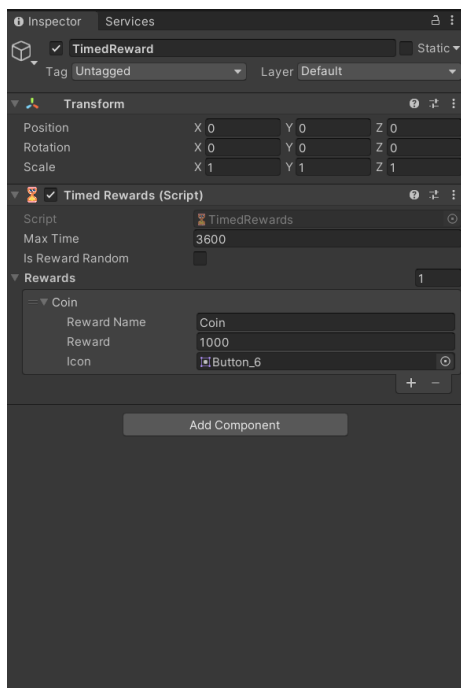 Inspector Services
TimedReward Static
Tag Untagged Layer Default
Transform
Position X 0 Y 0 Z 0
Rotation X 0 Y 0 Z 0
Scale X 1 Y 1 Z 1
Timed Rewards (Script)
Script TimedRewards
Max Time 3600
Is Reward Random
Rewards 1
Coin
Reward Name Coin
Reward 1000
Icon Button_6
+ −
Add Component